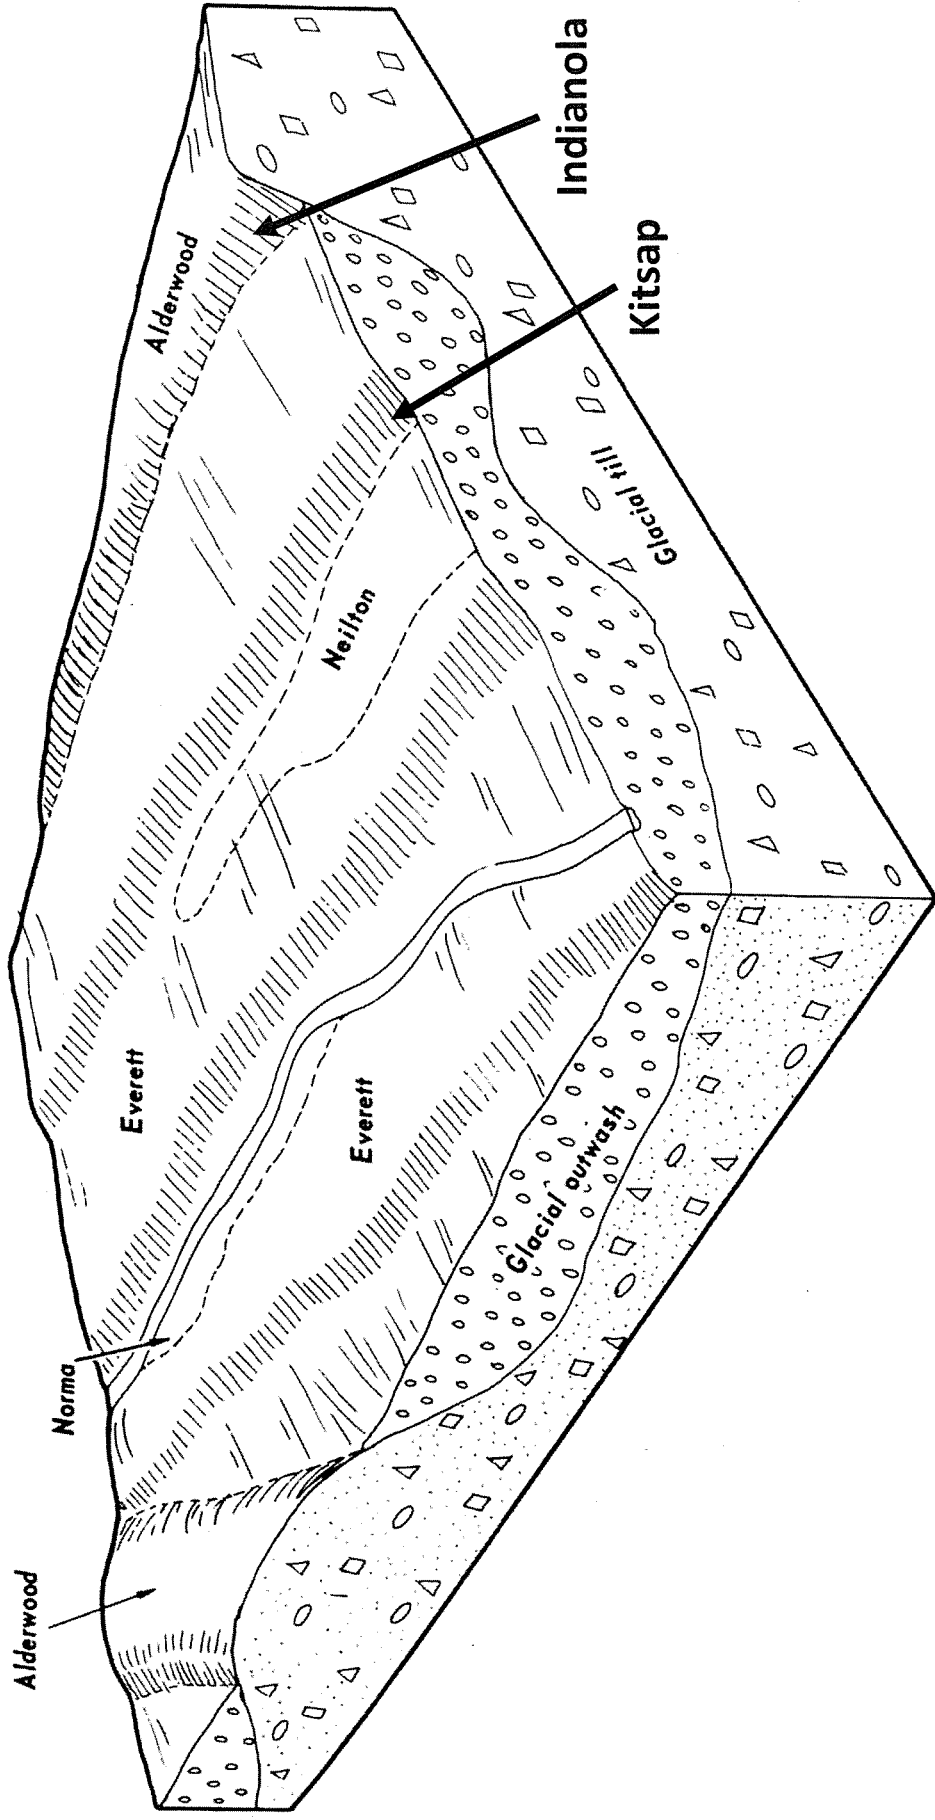 Alderwood
Norma
Everett
Everett
Neilton
Alderwood
Glacial outwash
Glacial till
Kitsap
Indianola